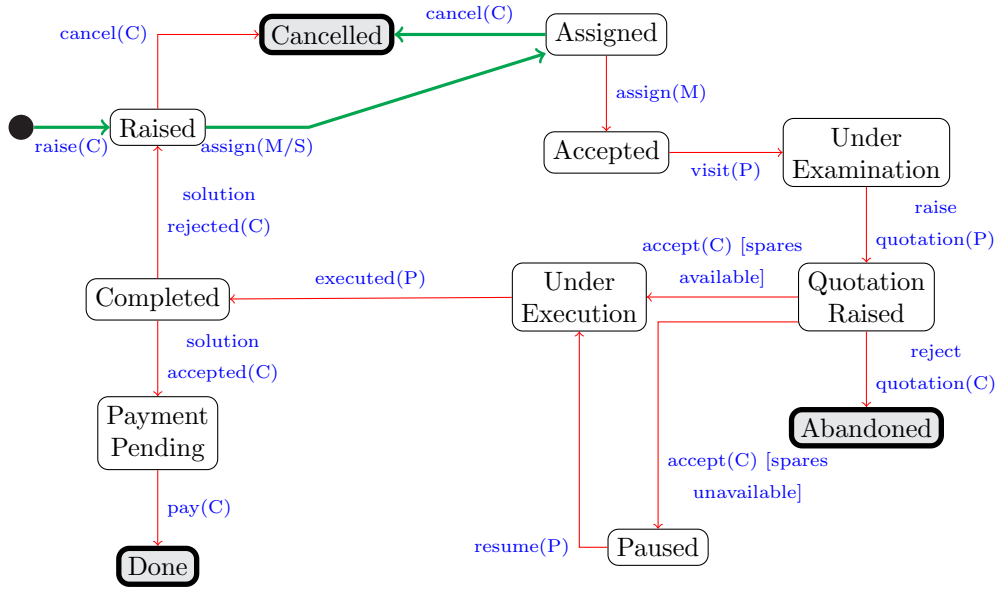 cancel(C)
cancel(C)
Cancelled
Assigned
assign(M)
raise(C)
Raised
assign(M/S)
Accepted
visit(P)
Under
Examination
solution
rejected(C)
raise
quotation(P)
accept(C) [spares
available]
Completed
executed(P)
Under
Execution
Quotation
Raised
solution
accepted(C)
reject
quotation(C)
Payment
Pending
Abandoned
accept(C) [spares
unavailable]
pay(C)
resume(P)
Paused
Done